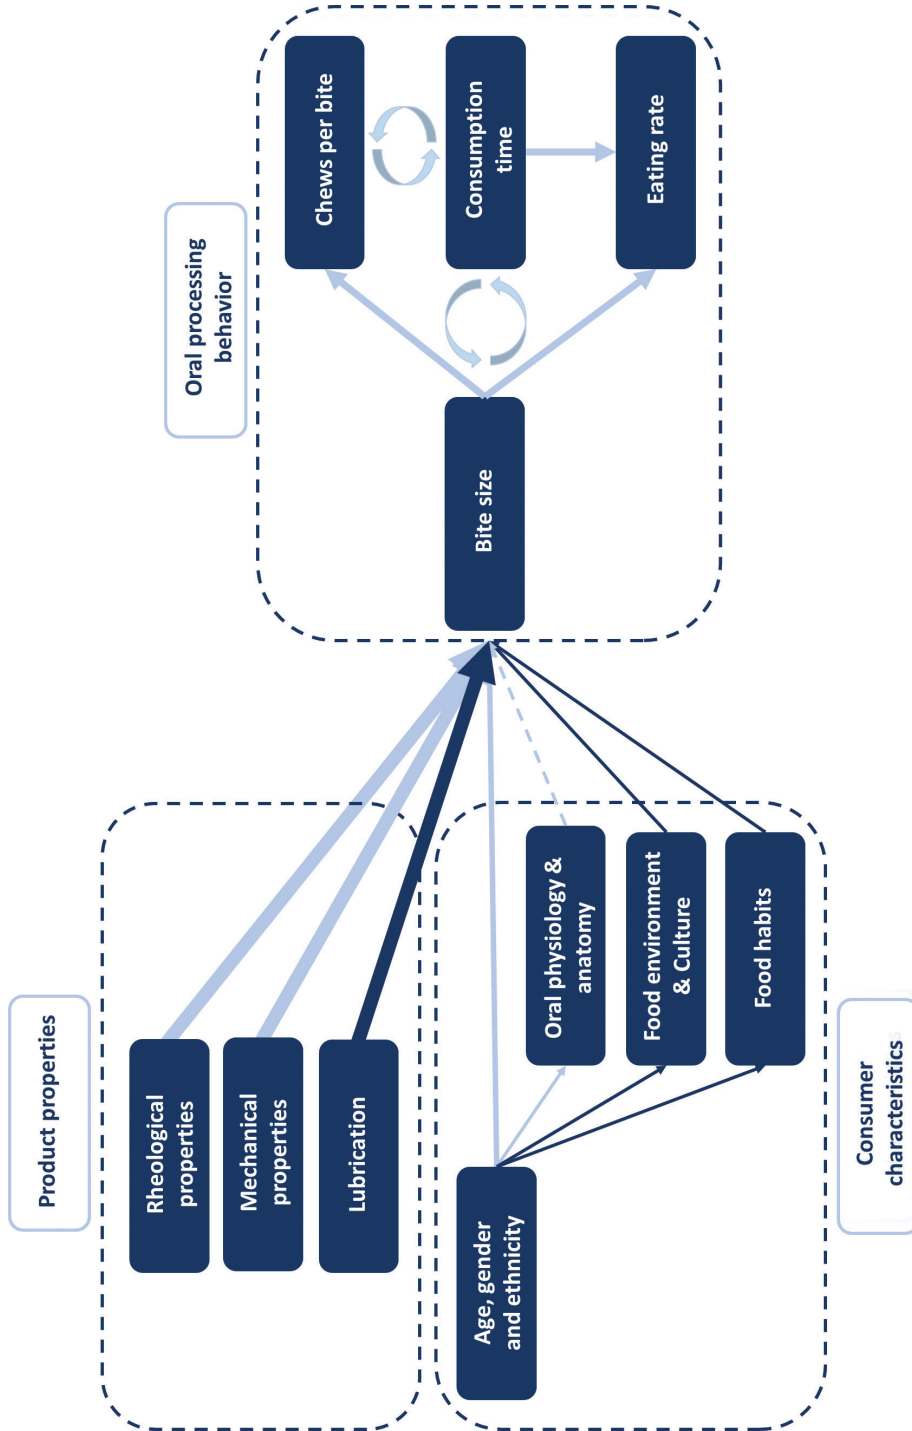 Product properties
Rheological
properties
Mechanical
properties
Lubrication
Age, gender
and ethnicity
Oral physiology &
anatomy
Food environment
& Culture
Food habits
Consumer
characteristics
Oral processing
behavior
Bite size
Chews per bite
Consumption
time
Eating rate